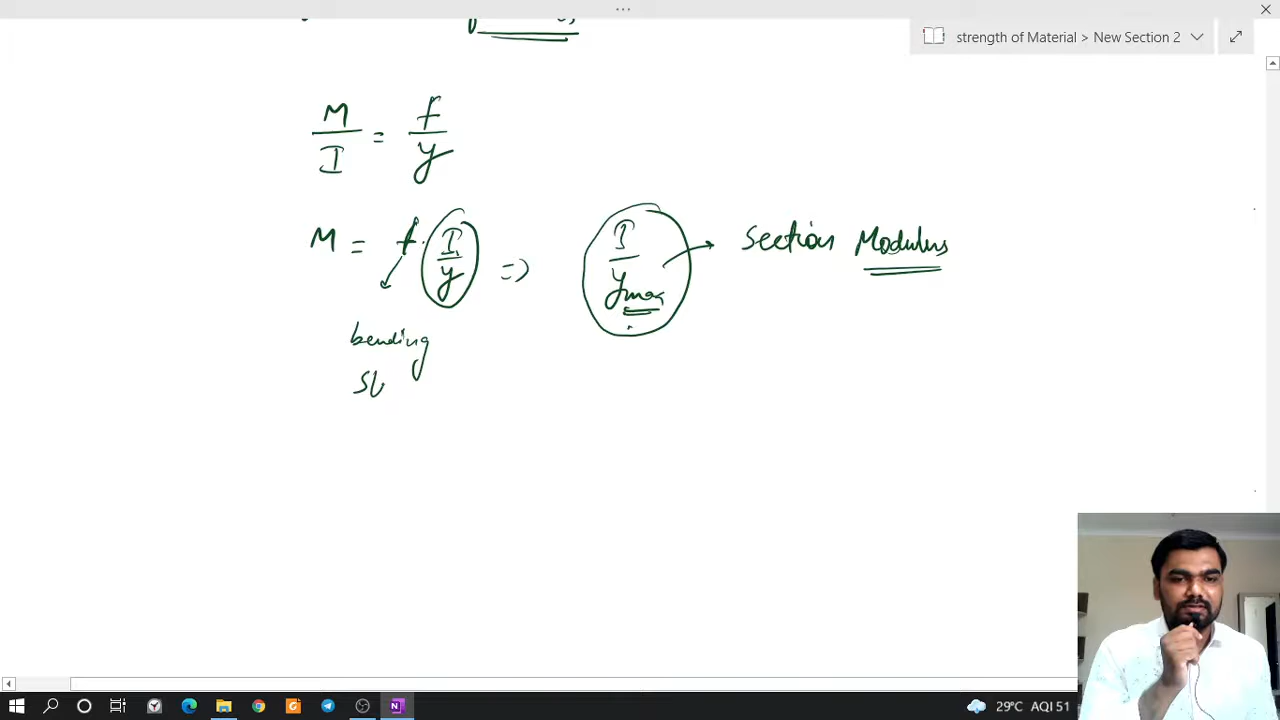 strength of Material > New Section 2
M/I = f/y
M = f · I/y => I/ymax → Section Modulus
bending
St
29°C AQI 51